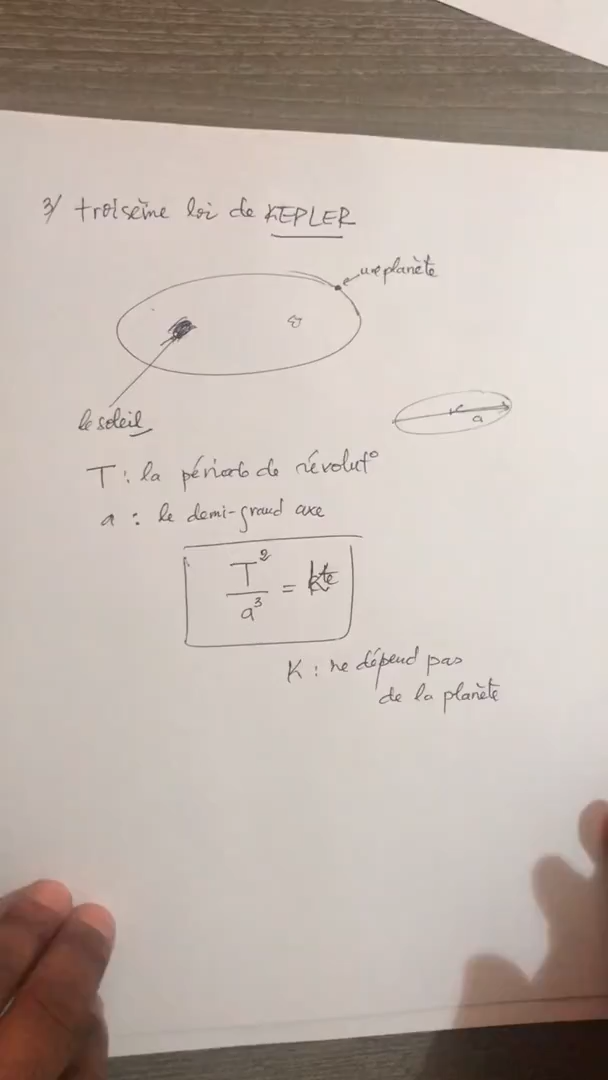 3/ troisème loi de KEPLER
une planète
le soleil
a
T : la période de révolut°
a : le demi-grand axe
T²
a³
= kte
K : ne dépend pas
de la planète